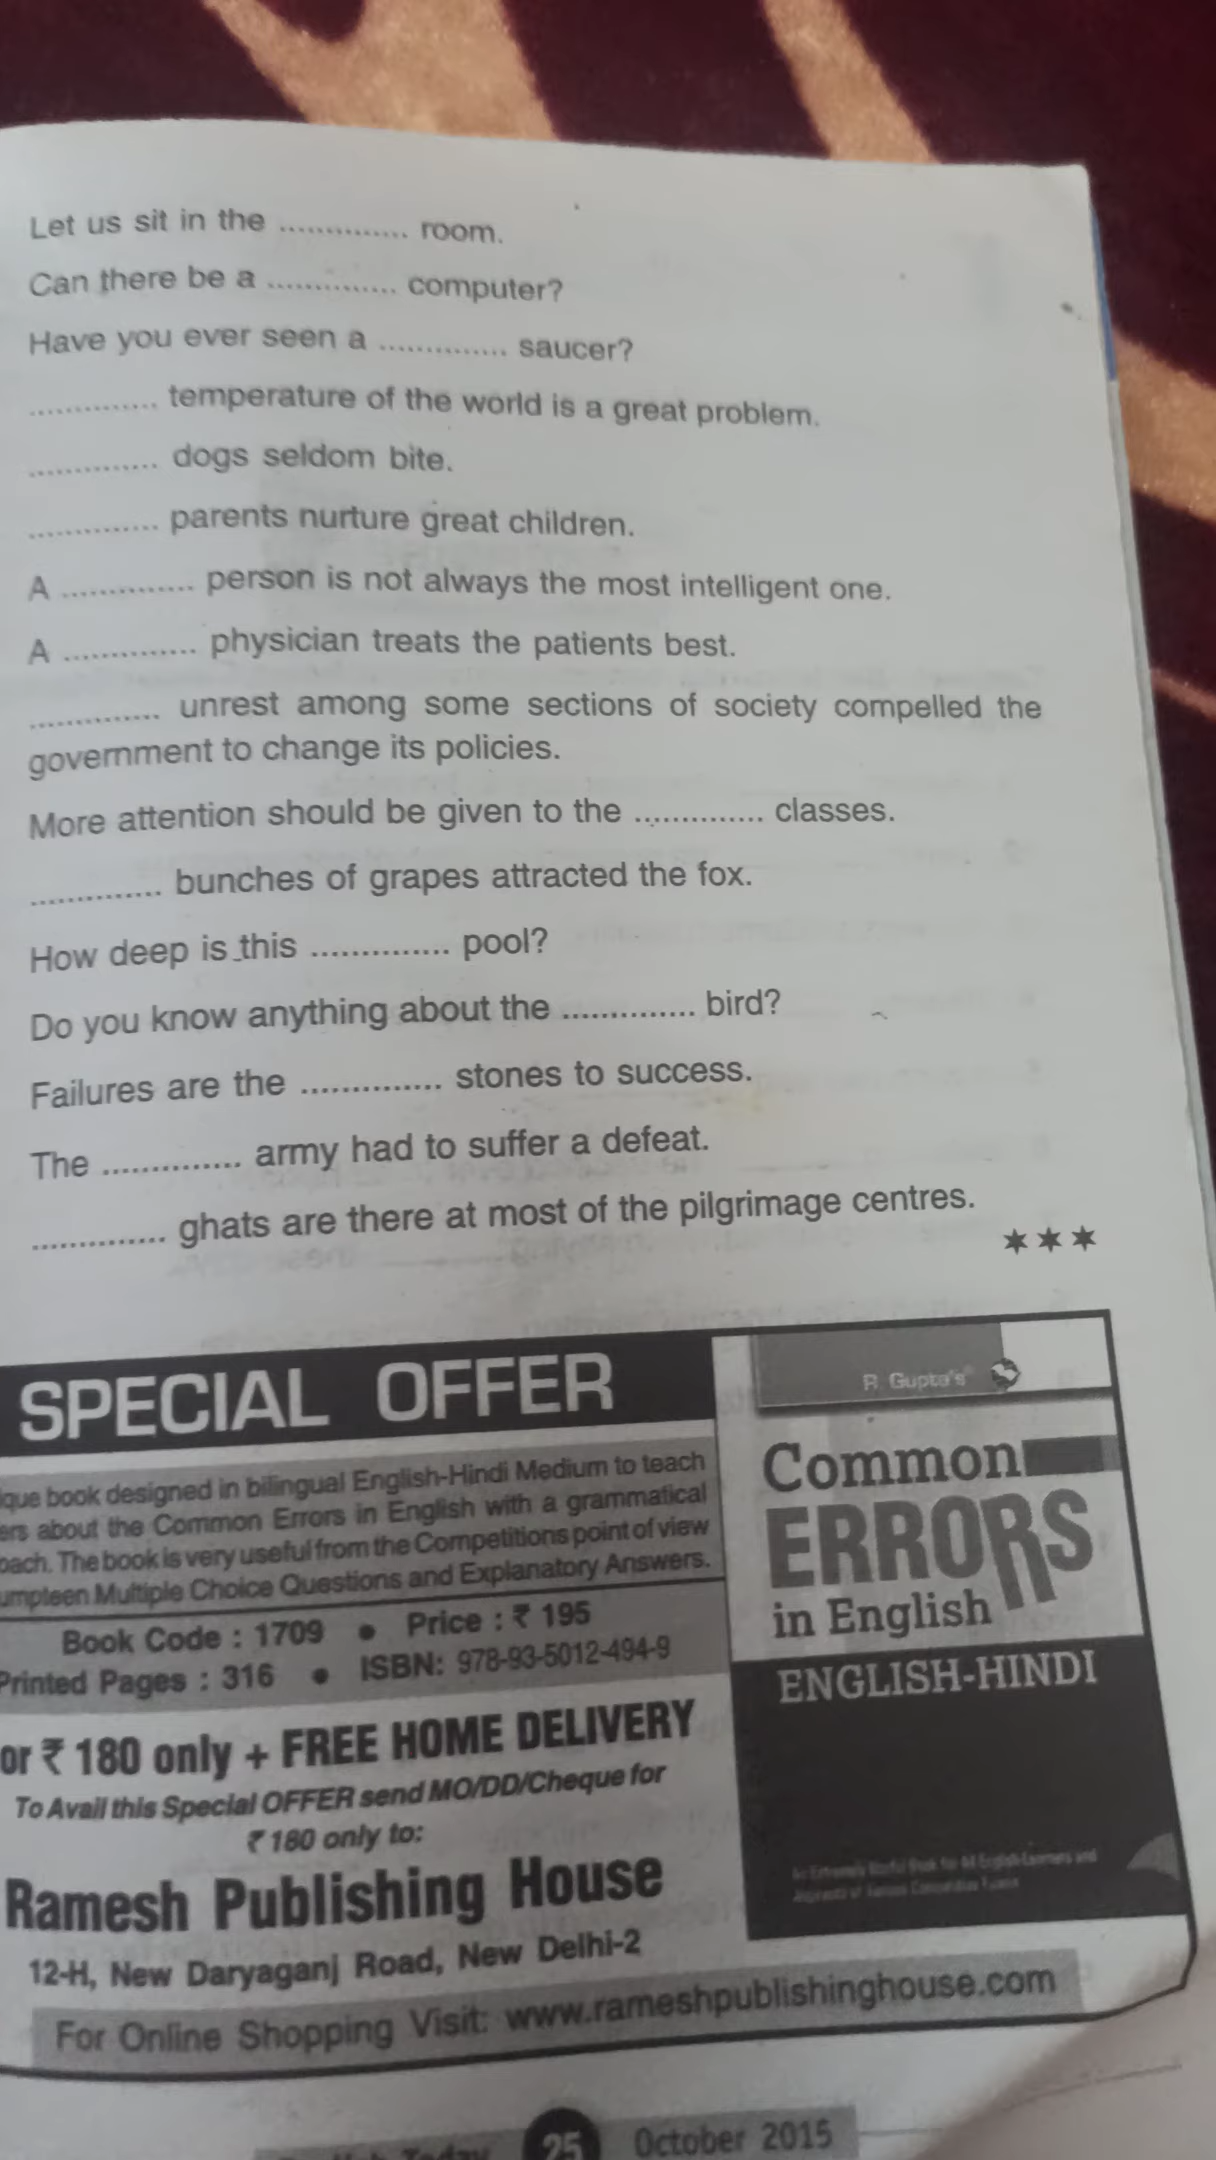 Let us sit in the .............. room.
Can there be a .............. computer?
Have you ever seen a .............. saucer?
.............. temperature of the world is a great problem.
.............. dogs seldom bite.
.............. parents nurture great children.
A .............. person is not always the most intelligent one.
A .............. physician treats the patients best.
.............. unrest among some sections of society compelled the
government to change its policies.
More attention should be given to the .............. classes.
.............. bunches of grapes attracted the fox.
How deep is this .............. pool?
Do you know anything about the .............. bird?
Failures are the .............. stones to success.
The .............. army had to suffer a defeat.
.............. ghats are there at most of the pilgrimage centres.
★★★
SPECIAL OFFER
ique book designed in bilingual English-Hindi Medium to teach
ers about the Common Errors in English with a grammatical
oach. The book is very useful from the Competitions point of view
umpteen Multiple Choice Questions and Explanatory Answers.
Book Code : 1709 • Price : ₹ 195
Printed Pages : 316 • ISBN: 978-93-5012-494-9
or ₹ 180 only + FREE HOME DELIVERY
To Avail this Special OFFER send MO/DD/Cheque for
₹ 180 only to:
Ramesh Publishing House
12-H, New Daryaganj Road, New Delhi-2
For Online Shopping Visit: www.rameshpublishinghouse.com
R. Gupta's
Common
ERRORS
in English
ENGLISH-HINDI
Today 25 October 2015